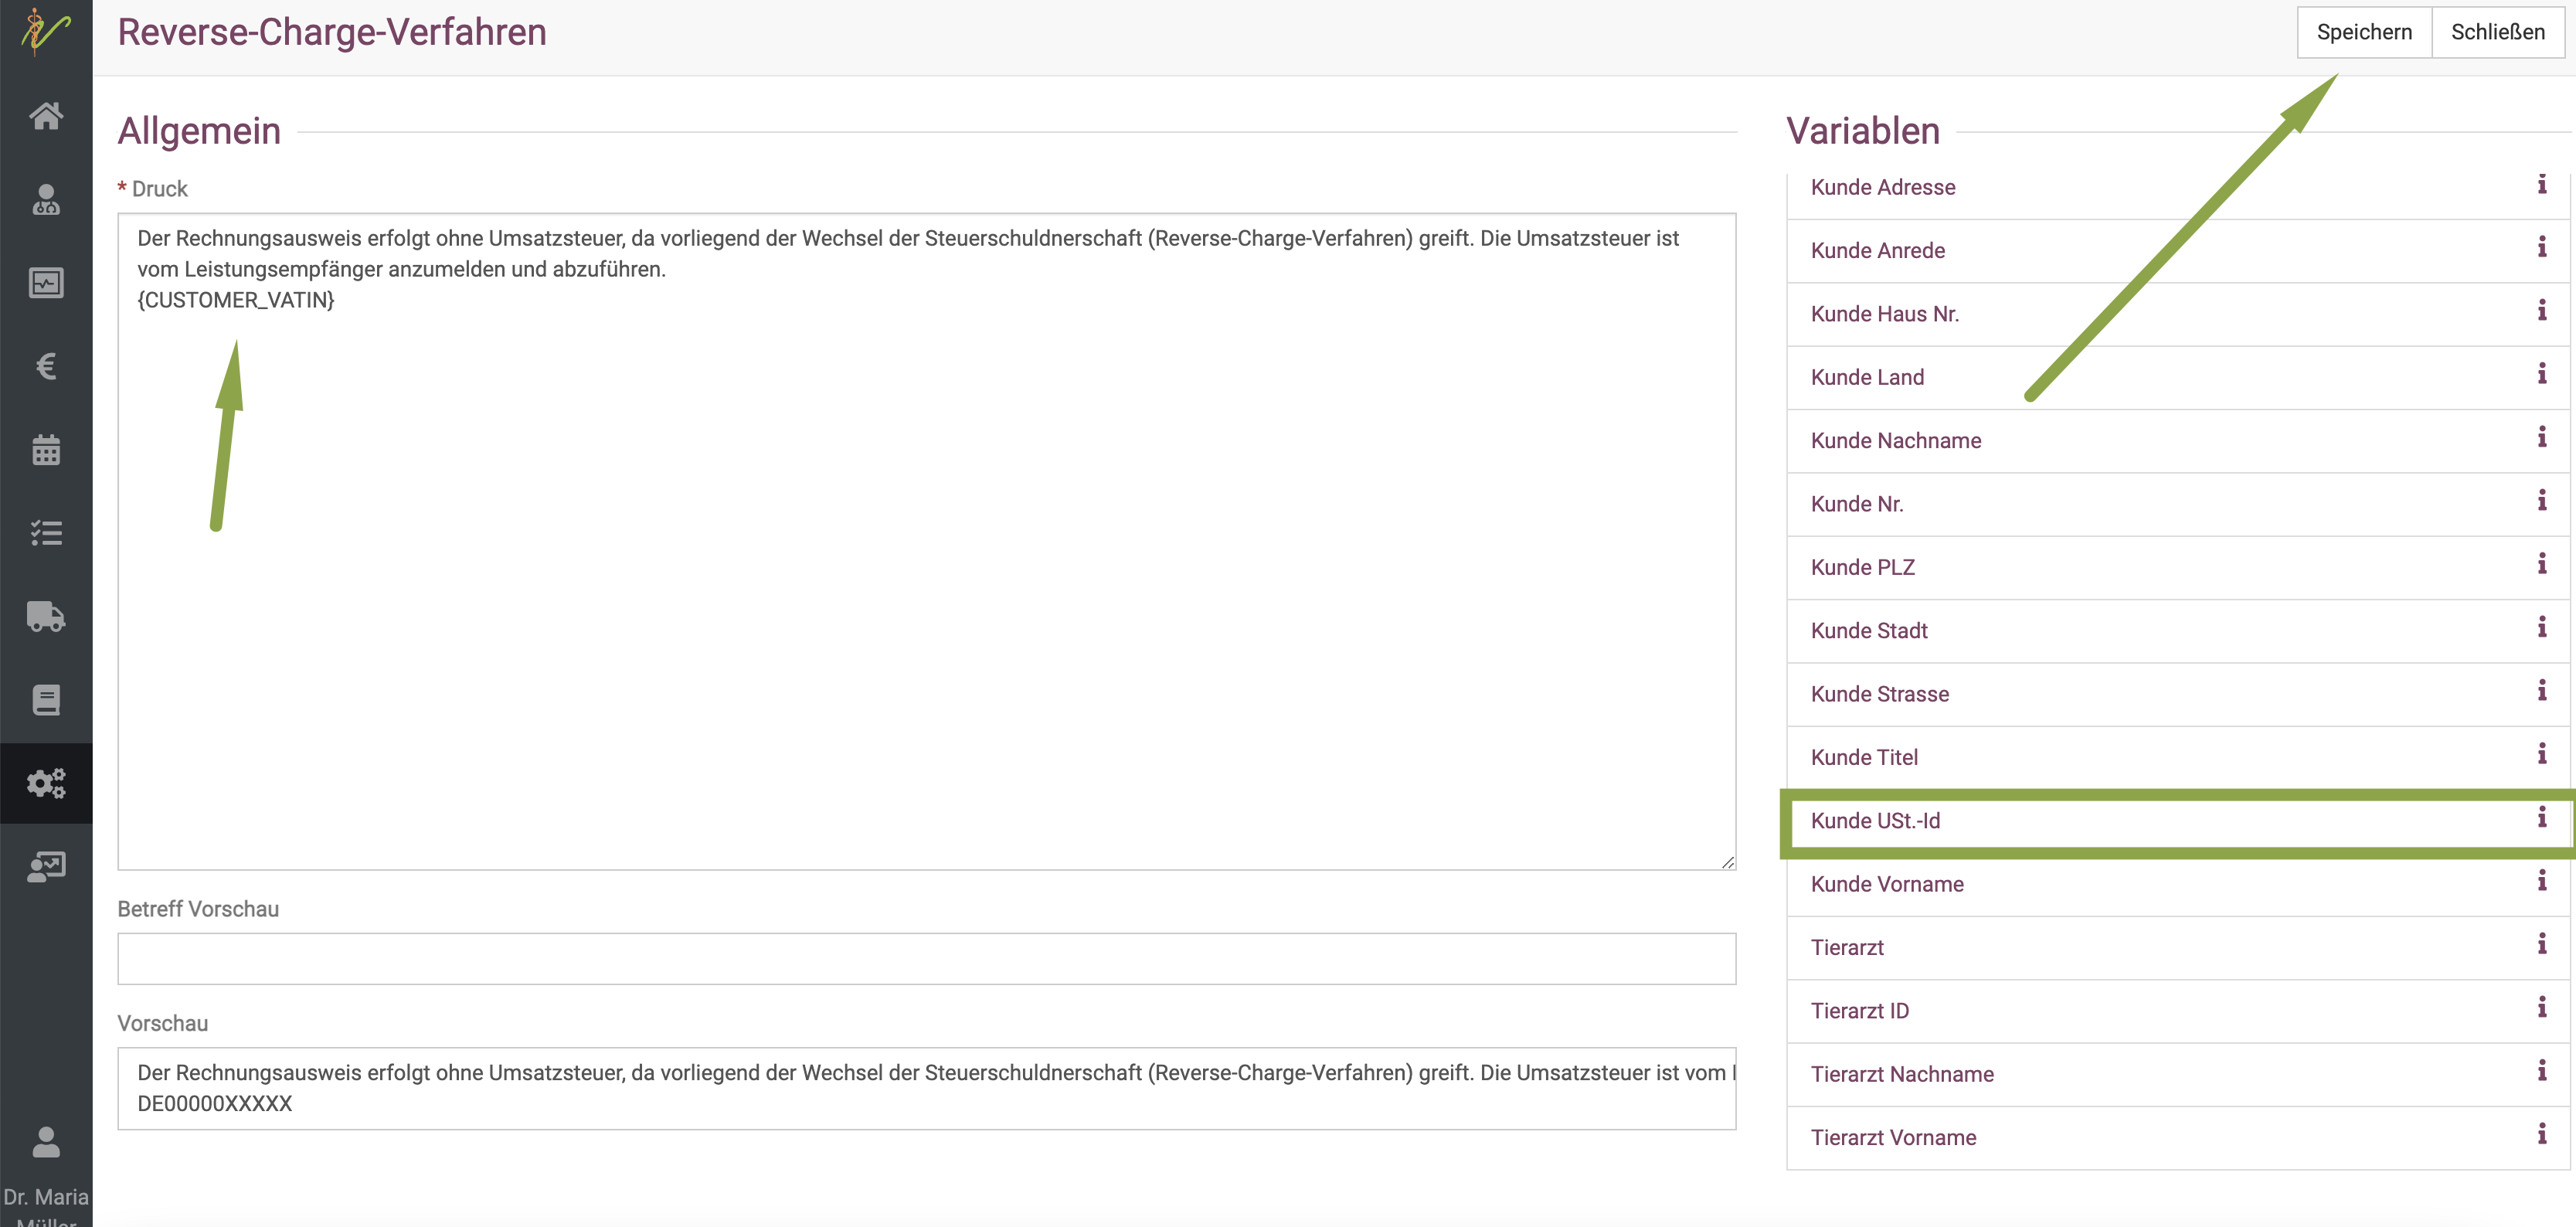 Reverse-Charge-Verfahren
Speichern
Schließen
Allgemein
* Druck
Der Rechnungsausweis erfolgt ohne Umsatzsteuer, da vorliegend der Wechsel der Steuerschuldnerschaft (Reverse-Charge-Verfahren) greift. Die Umsatzsteuer ist
vom Leistungsempfänger anzumelden und abzuführen.
{CUSTOMER_VATIN}
Betreff Vorschau
Vorschau
Der Rechnungsausweis erfolgt ohne Umsatzsteuer, da vorliegend der Wechsel der Steuerschuldnerschaft (Reverse-Charge-Verfahren) greift. Die Umsatzsteuer ist vom
DE00000XXXXX
Variablen
Kunde Adresse
Kunde Anrede
Kunde Haus Nr.
Kunde Land
Kunde Nachname
Kunde Nr.
Kunde PLZ
Kunde Stadt
Kunde Strasse
Kunde Titel
Kunde USt.-Id
Kunde Vorname
Tierarzt
Tierarzt ID
Tierarzt Nachname
Tierarzt Vorname
Dr. Maria
Müller